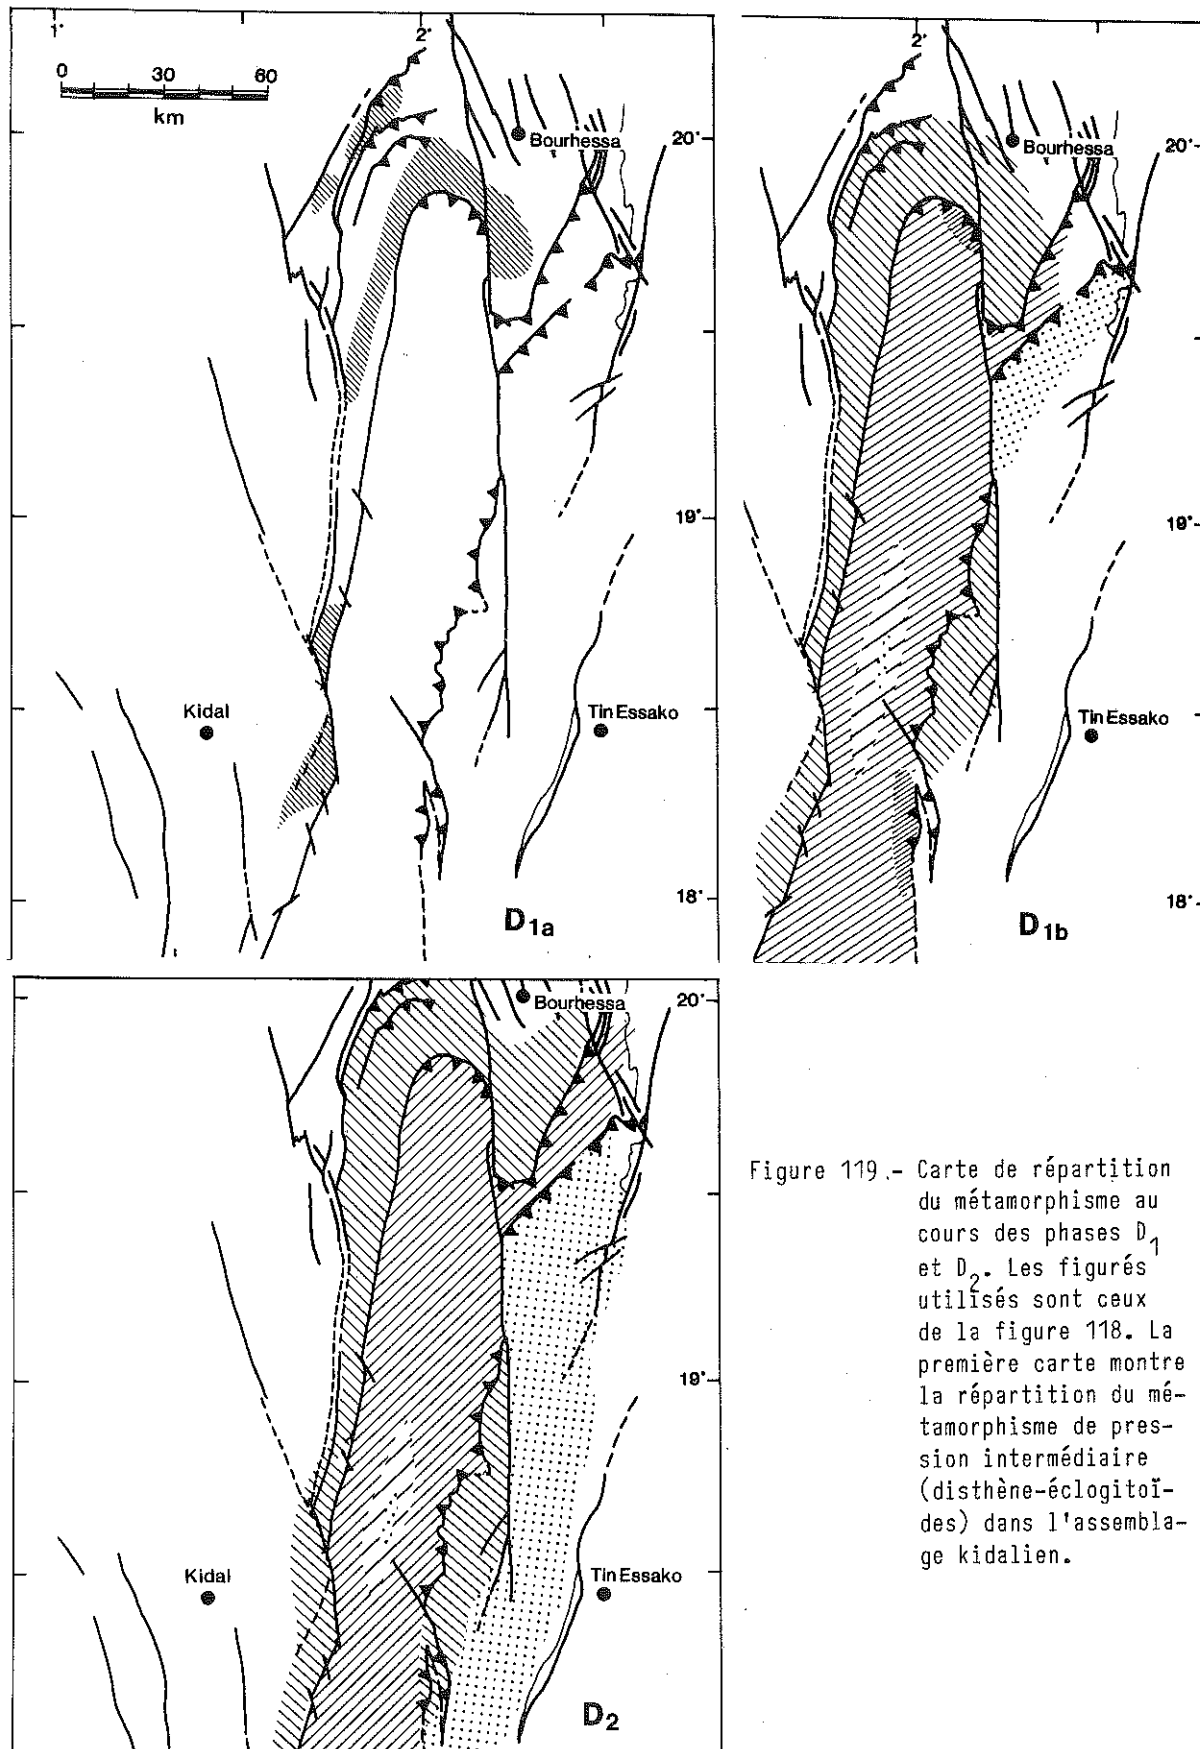 1°
2°
0 30 60
km
Bourhessa
20°
19°
Kidal
Tin Essako
18°
D1a
2°
Bourhessa
20°
19°
Tin Essako
18°
D1b
Bourhessa
20°
19°
Kidal
Tin Essako
D2
Figure 119.- Carte de répartition
du métamorphisme au
cours des phases D1
et D2. Les figurés
utilisés sont ceux
de la figure 118. La
première carte montre
la répartition du mé-
tamorphisme de pres-
sion intermédiaire
(disthène-éclogitoï-
des) dans l'assembla-
ge kidalien.